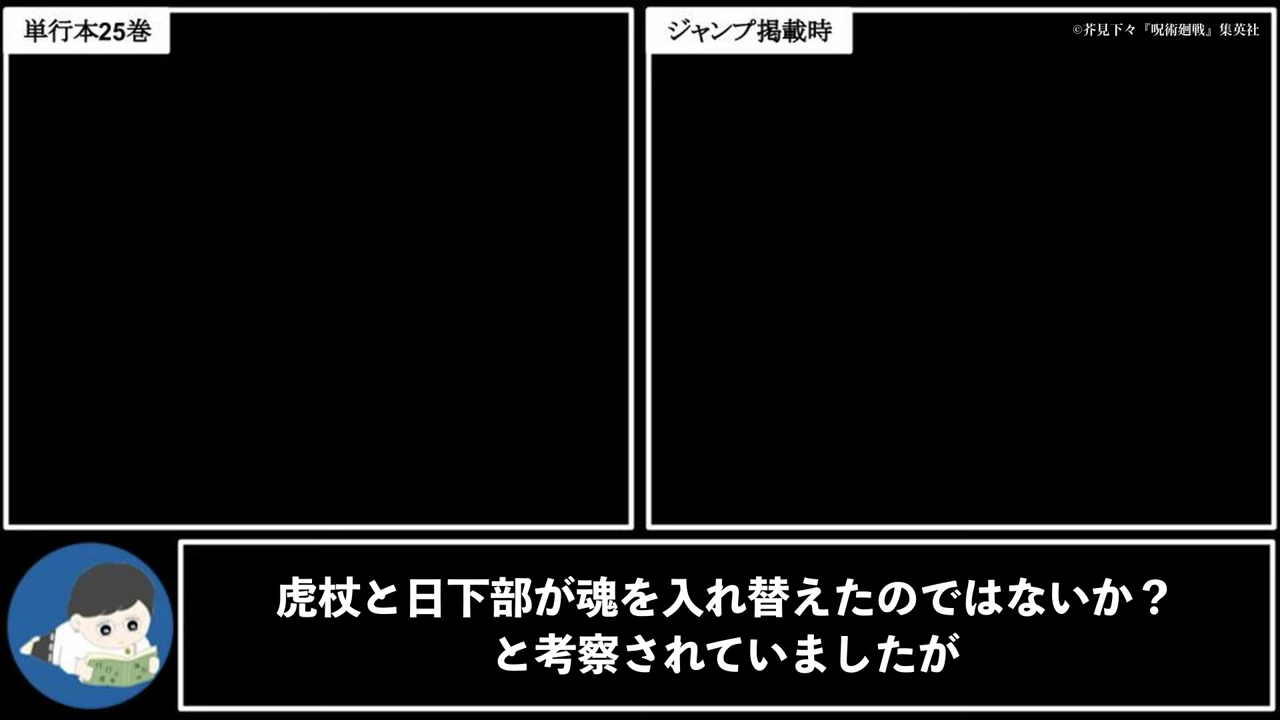 単行本25巻
ジャンプ掲載時
©芥見下々『呪術廻戦』集英社
虎杖と日下部が魂を入れ替えたのではないか？
と考察されていましたが